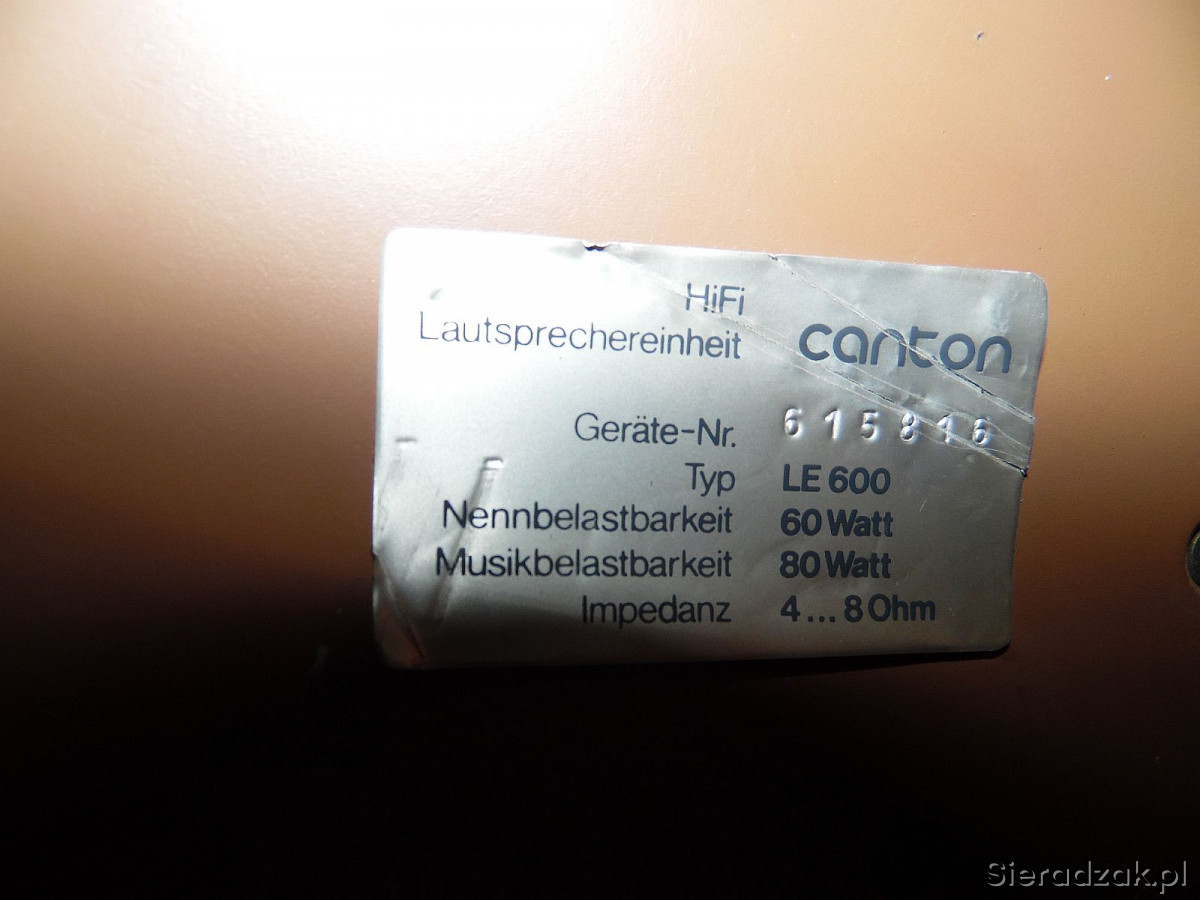 HiFi
Lautsprechereinheit canton
Geräte-Nr. 615816
Typ LE 600
Nennbelastbarkeit 60 Watt
Musikbelastbarkeit 80 Watt
Impedanz 4...8 Ohm
Sieradzak.pl